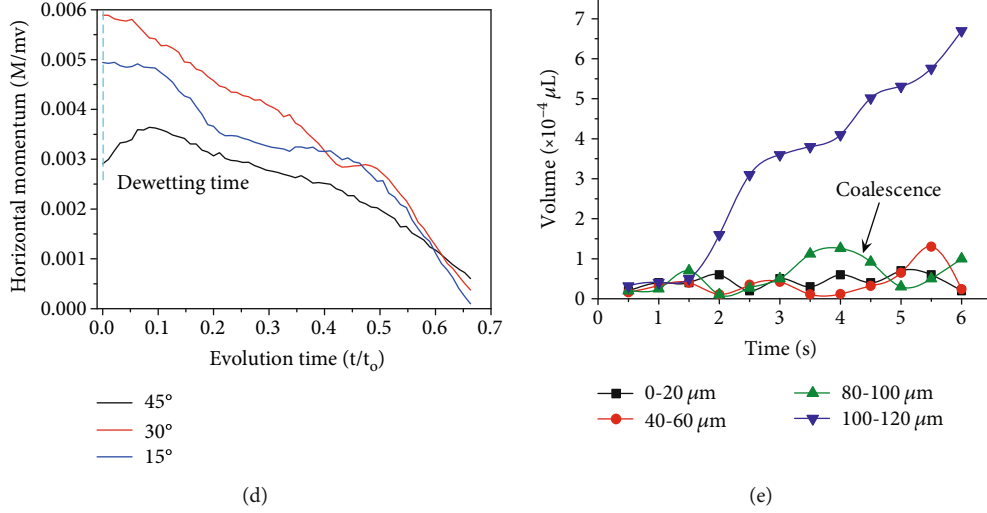 Horizontal momentum (M/mv)
0.006
0.005
0.004
0.003
0.002
0.001
0.000
Dewetting time
0.0 0.1 0.2 0.3 0.4 0.5 0.6 0.7
Evolution time (t/t₀)
45°
30°
15°
(d)
Volume (×10⁻⁴ μL)
7
6
5
4
3
2
1
0
Coalescence
0 1 2 3 4 5 6
Time (s)
0-20 μm
40-60 μm
80-100 μm
100-120 μm
(e)